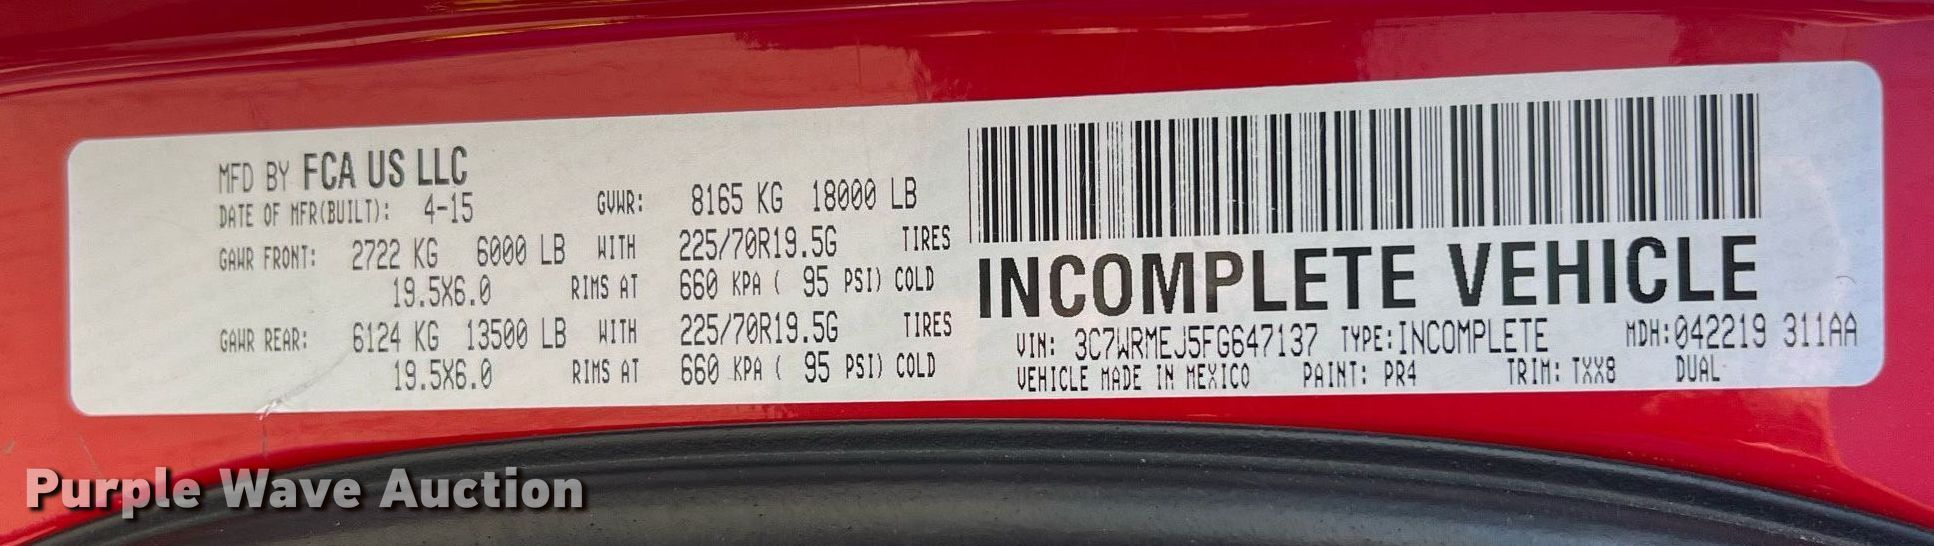 MFD BY FCA US LLC
DATE OF MFR(BUILT): 4-15 GVWR: 8165 KG 18000 LB
GAWR FRONT: 2722 KG 6000 LB WITH 225/70R19.5G TIRES
19.5X6.0 RIMS AT 660 KPA ( 95 PSI) COLD
GAWR REAR: 6124 KG 13500 LB WITH 225/70R19.5G TIRES
19.5X6.0 RIMS AT 660 KPA ( 95 PSI) COLD
INCOMPLETE VEHICLE
VIN: 3C7WRMEJ5FG647137 TYPE:INCOMPLETE MDH:042219 311AA
VEHICLE MADE IN MEXICO PAINT: PR4 TRIM: TXX8 DUAL
Purple Wave Auction